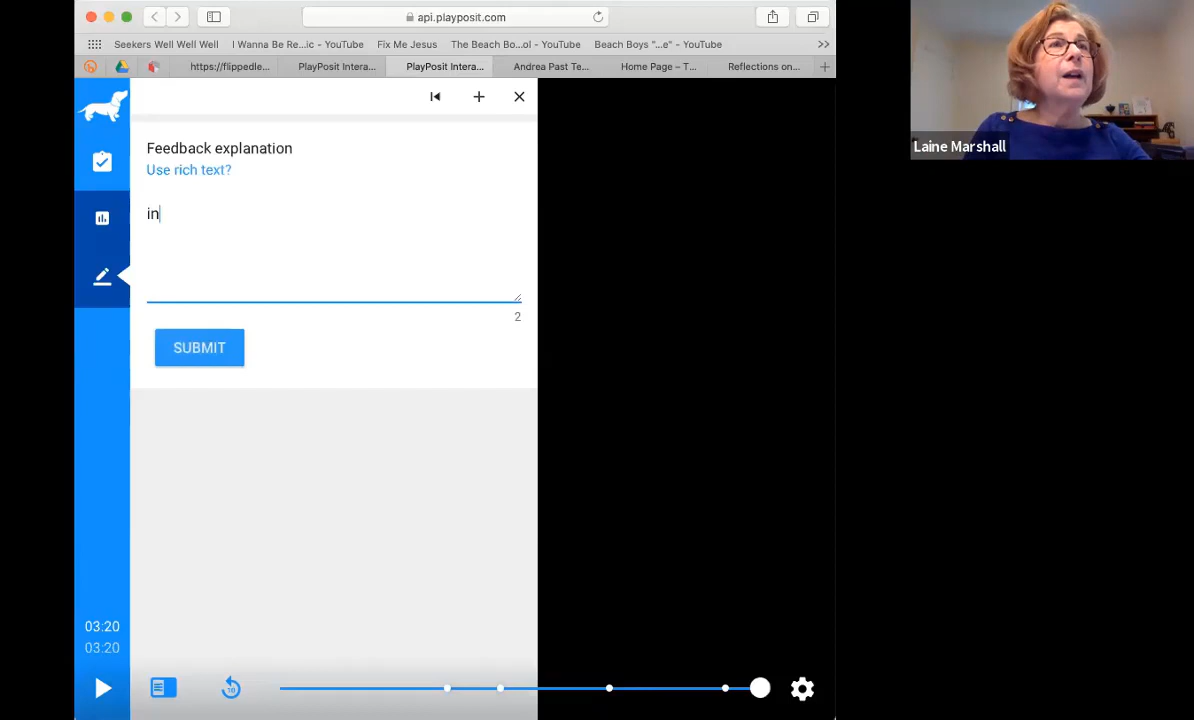 api.playposit.com
Seekers Well Well Well I Wanna Be Re...ic - YouTube Fix Me Jesus The Beach Bo...ol - YouTube Beach Boys "...e" - YouTube
https://flippedle... PlayPosit Intera... PlayPosit Intera... Andrea Past Te... Home Page – T... Reflections on...
Laine Marshall
Feedback explanation
Use rich text?
in
2
SUBMIT
03:20
03:20
10